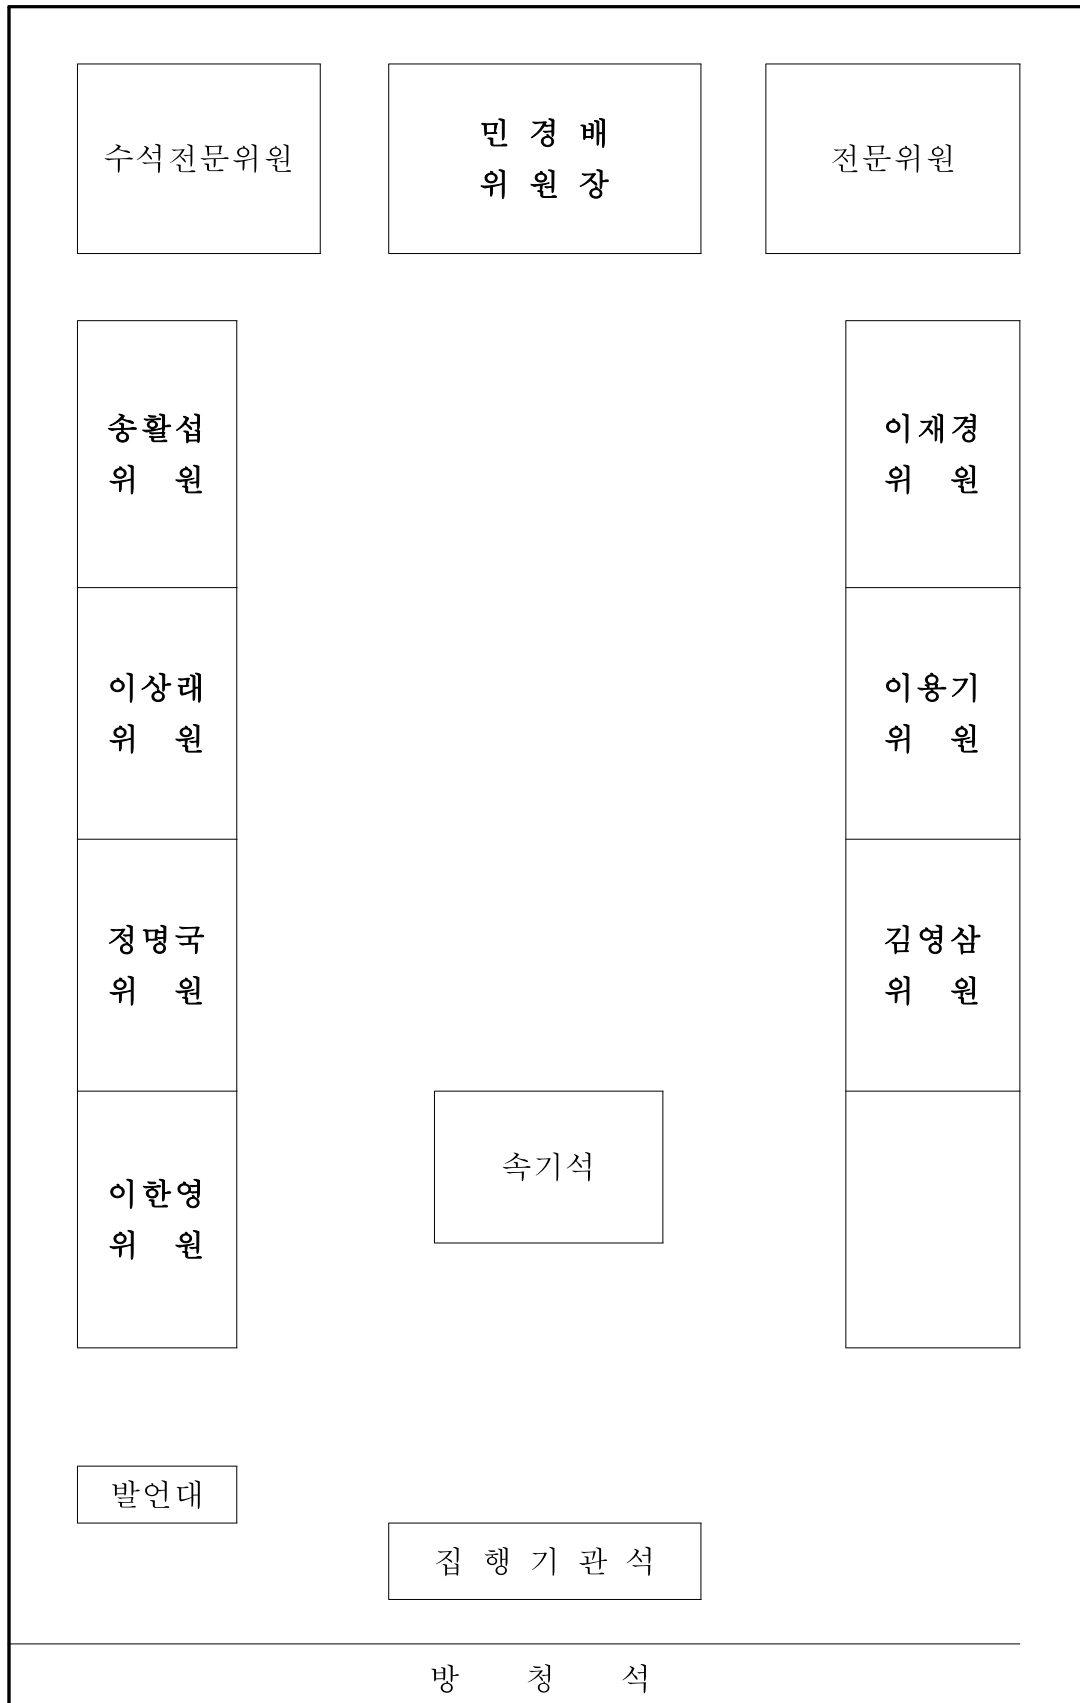 수석전문위원
민 경 배
위 원 장
전문위원
송활섭
위 원
이재경
위 원
이상래
위 원
이용기
위 원
정명국
위 원
김영삼
위 원
이한영
위 원
속기석
발언대
집 행 기 관 석
방 청 석